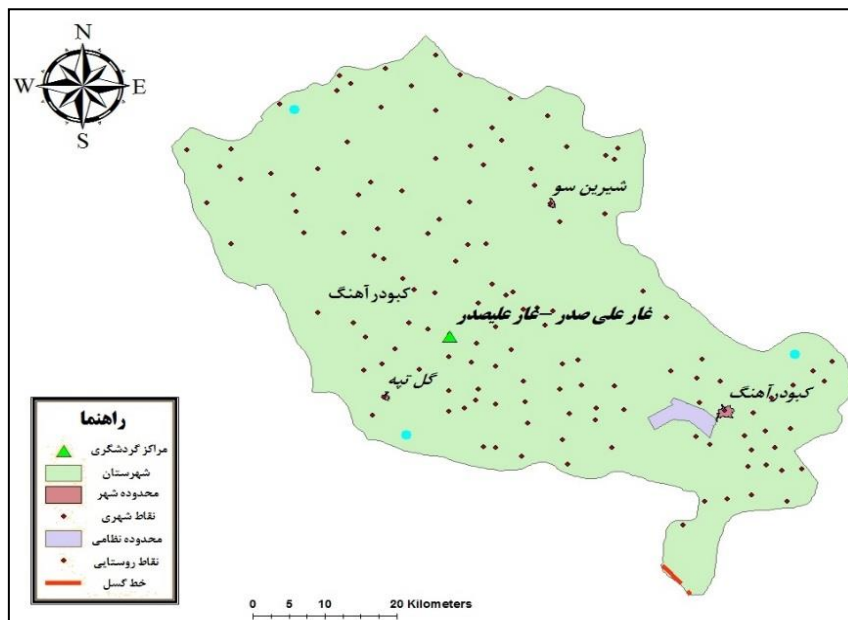 N
W E
S
شیرین سو
کبودرآهنگ
غار علی صدر - غار علیصدر
گل تپه
کبودرآهنگ
راهنما
مراکز گردشگری
شهرستان
محدوده شهر
نقاط شهری
محدوده نظامی
نقاط روستایی
خط گسل
0 5 10 20 Kilometers